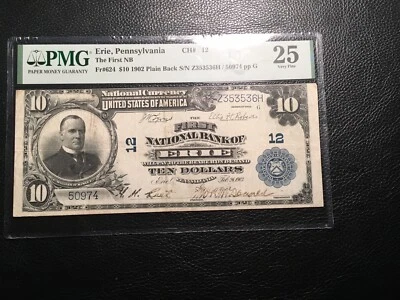 PMG
PAPER MONEY GUARANTY
Erie, Pennsylvania CH# 12
The First NB
Fr#624 $10 1902 Plain Back S/N Z353536H / 50974 pp G
25
Very Fine
National Currency
UNITED STATES OF AMERICA
Z353536H
10
10
G
THE
FIRST
NATIONAL BANK OF
ERIE
12
12
TEN DOLLARS
10
50974